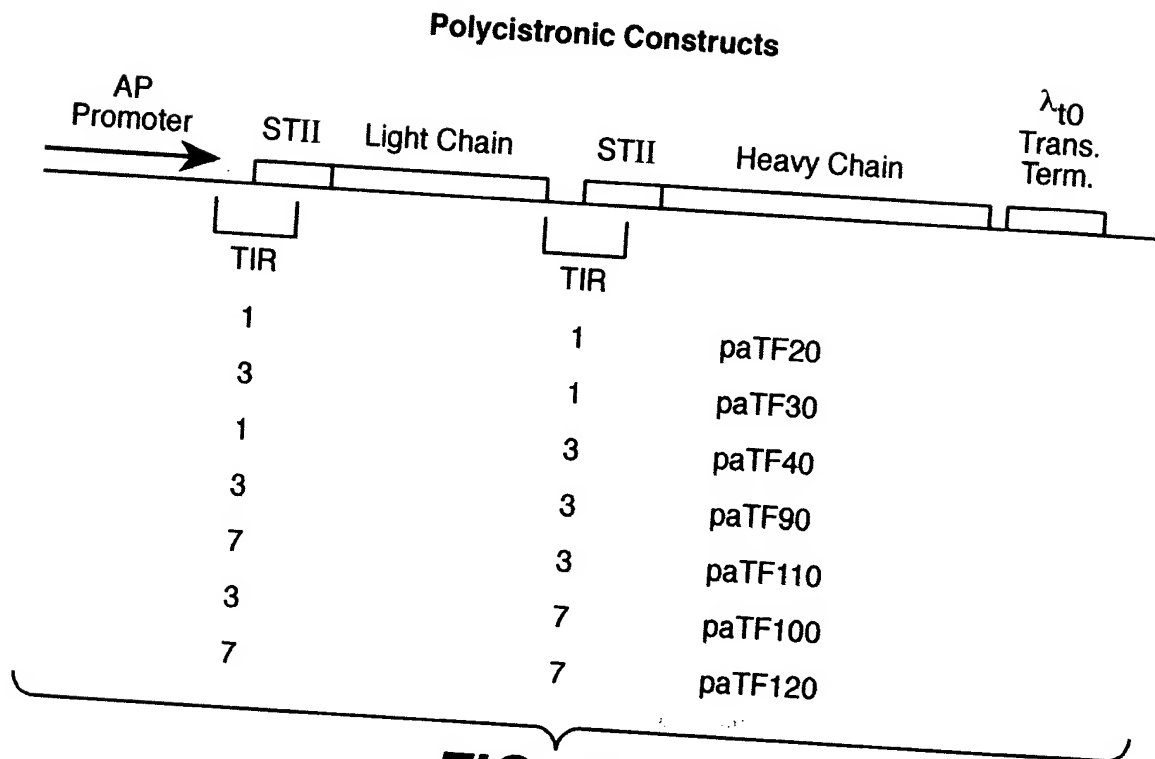 Polycistronic Constructs
AP Promoter STII Light Chain STII Heavy Chain λt0 Trans. Term.
TIR TIR
1 1 paTF20
3 1 paTF30
1 3 paTF40
3 3 paTF90
7 3 paTF110
3 7 paTF100
7 7 paTF120